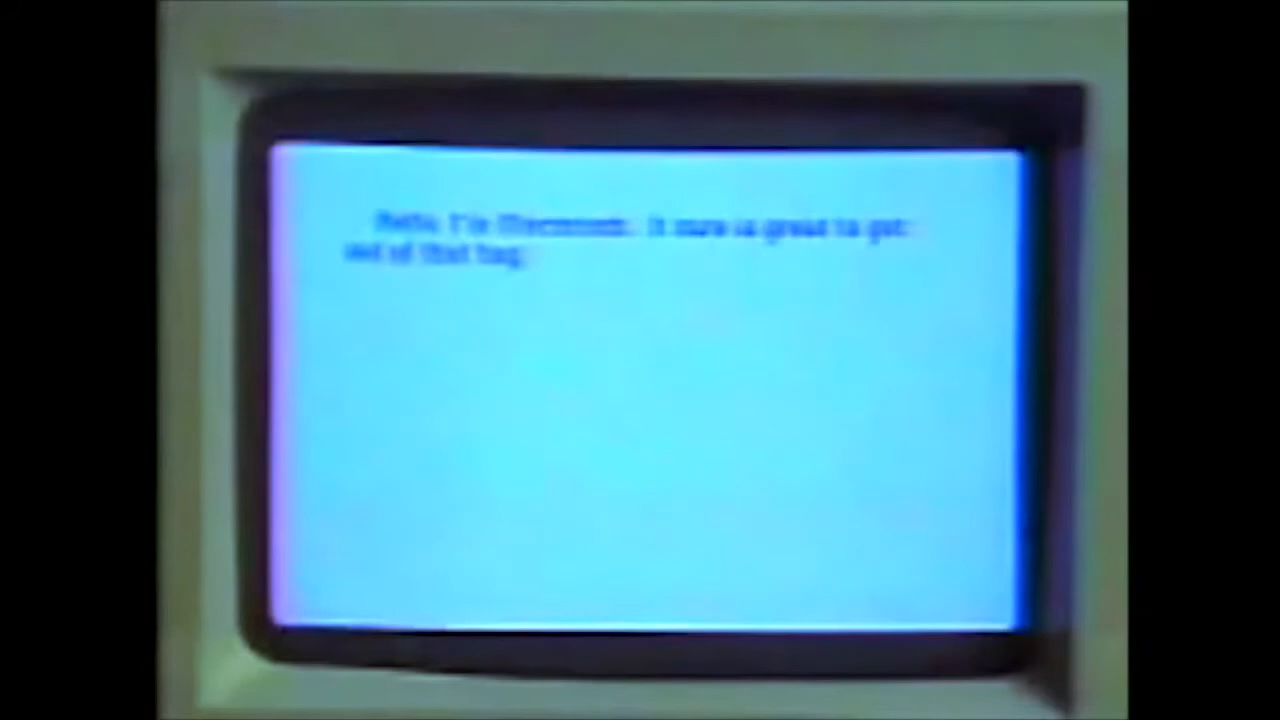 Hello, I'm Macintosh. It sure is great to get
out of that bag.